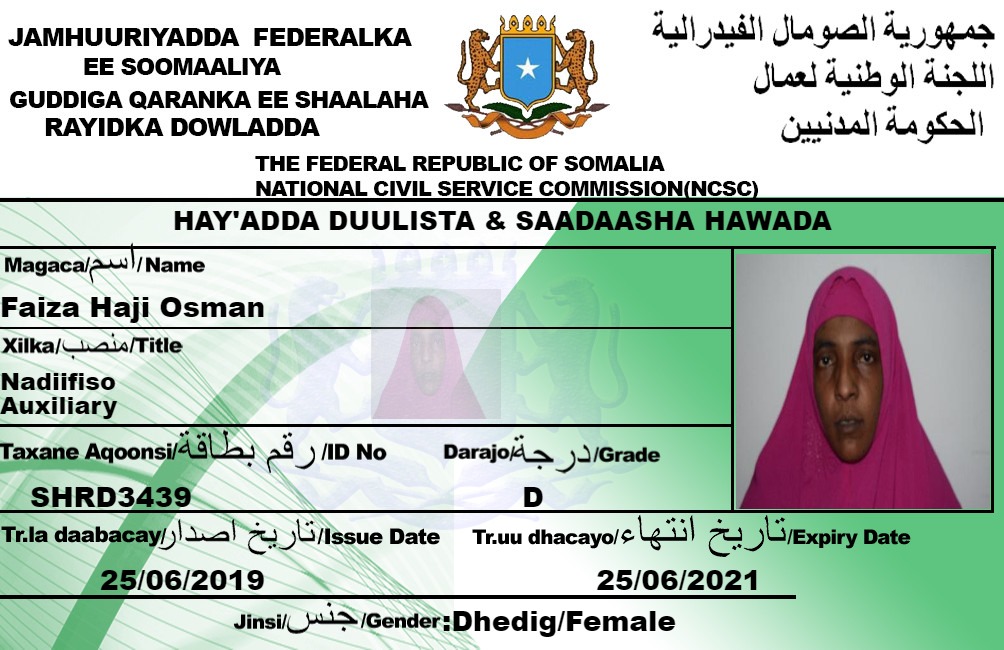 JAMHUURIYADDA FEDERALKA
EE SOOMAALIYA
GUDDIGA QARANKA EE SHAALAHA
RAYIDKA DOWLADDA
جمهورية الصومال الفيدرالية
اللجنة الوطنية لعمال
الحكومة المدنيين
THE FEDERAL REPUBLIC OF SOMALIA
NATIONAL CIVIL SERVICE COMMISSION(NCSC)
HAY'ADDA DUULISTA & SAADAASHA HAWADA
Magaca/اسم/Name
Faiza Haji Osman
Xilka/منصب/Title
Nadiifiso
Auxiliary
Taxane Aqoonsi/رقم بطاقة/ID No
Darajo/درجة/Grade
SHRD3439
D
Tr.la daabacay/تاريخ اصدار/Issue Date
Tr.uu dhacayo/تاريخ انتهاء/Expiry Date
25/06/2019
25/06/2021
Jinsi/جنس/Gender:Dhedig/Female